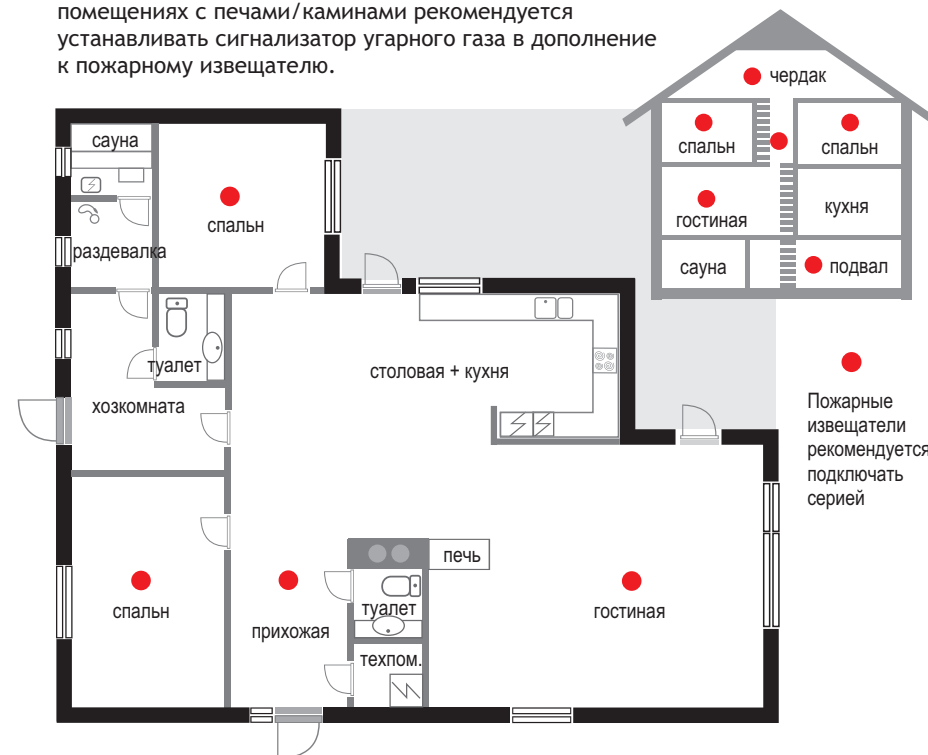 помещениях с печами/каминами рекомендуется
устанавливать сигнализатор угарного газа в дополнение
к пожарному извещателю.
чердак
спальн
спальн
гостиная
кухня
сауна
подвал
сауна
спальн
раздевалка
туалет
столовая + кухня
хозкомната
Пожарные
извещатели
рекомендуется
подключать
серией
печь
спальн
прихожая
туалет
гостиная
техпом.